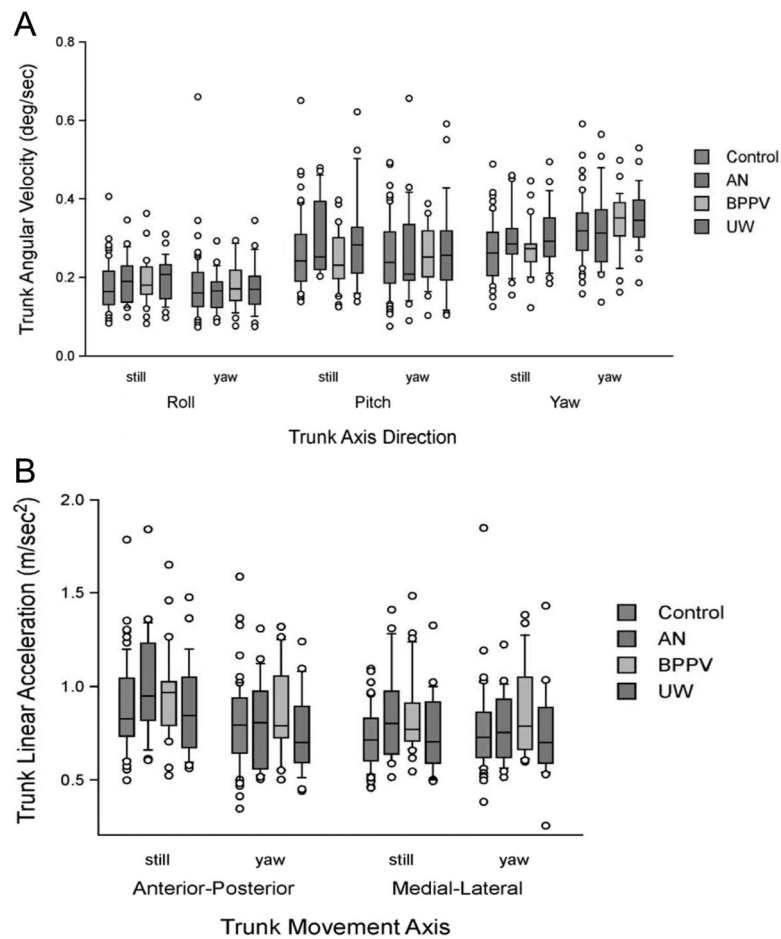 A
Trunk Angular Velocity (deg/sec)
0.8
0.6
0.4
0.2
0.0
still yaw still yaw still yaw
Roll Pitch Yaw
Trunk Axis Direction
Control
AN
BPPV
UW
B
Trunk Linear Acceleration (m/sec²)
2.0
1.5
1.0
0.5
still yaw still yaw
Anterior-Posterior Medial-Lateral
Trunk Movement Axis
Control
AN
BPPV
UW